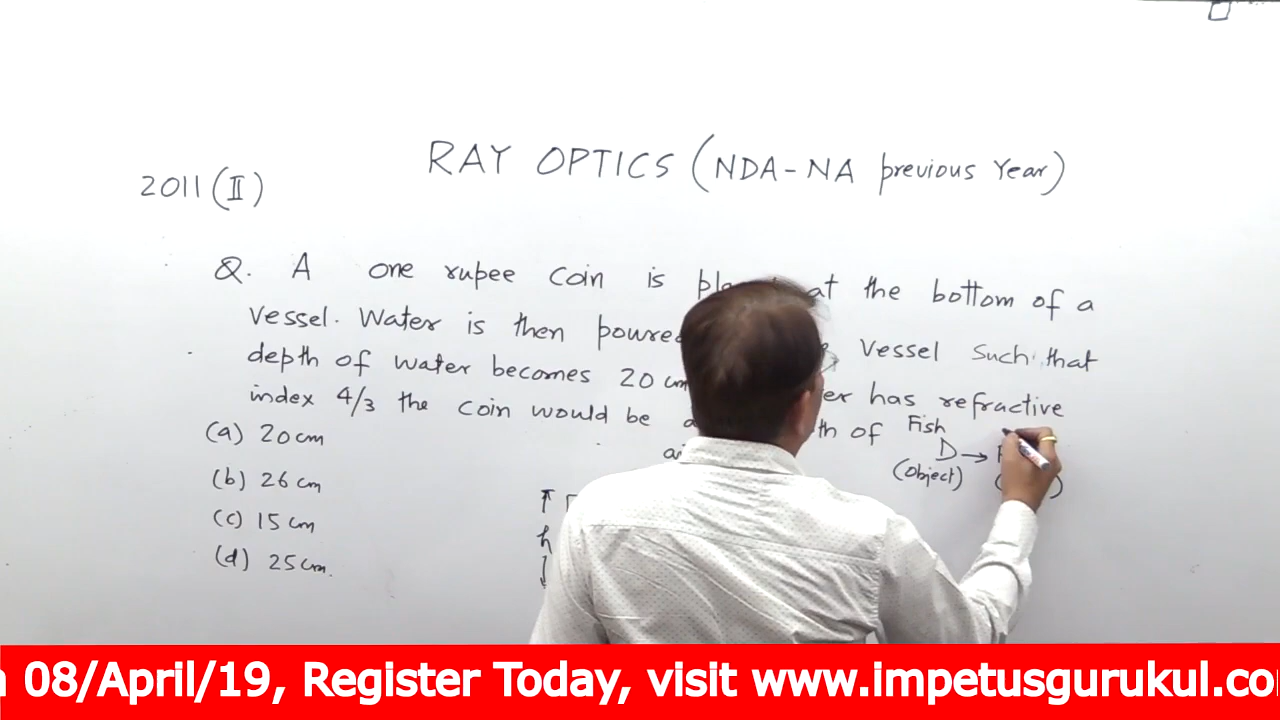 RAY OPTICS (NDA-NA previous Year)
2011 (II)
Q. A one rupee coin is at the bottom of a
vessel. Water is then vessel such that
depth of water becomes 20 cm has refractive
index 4/3 the coin would be of
(a) 20 cm
(b) 26 cm
(c) 15 cm
(d) 25 cm.
Fish
D →
(Object)
h
08/April/19, Register Today, visit www.impetusgurukul.co